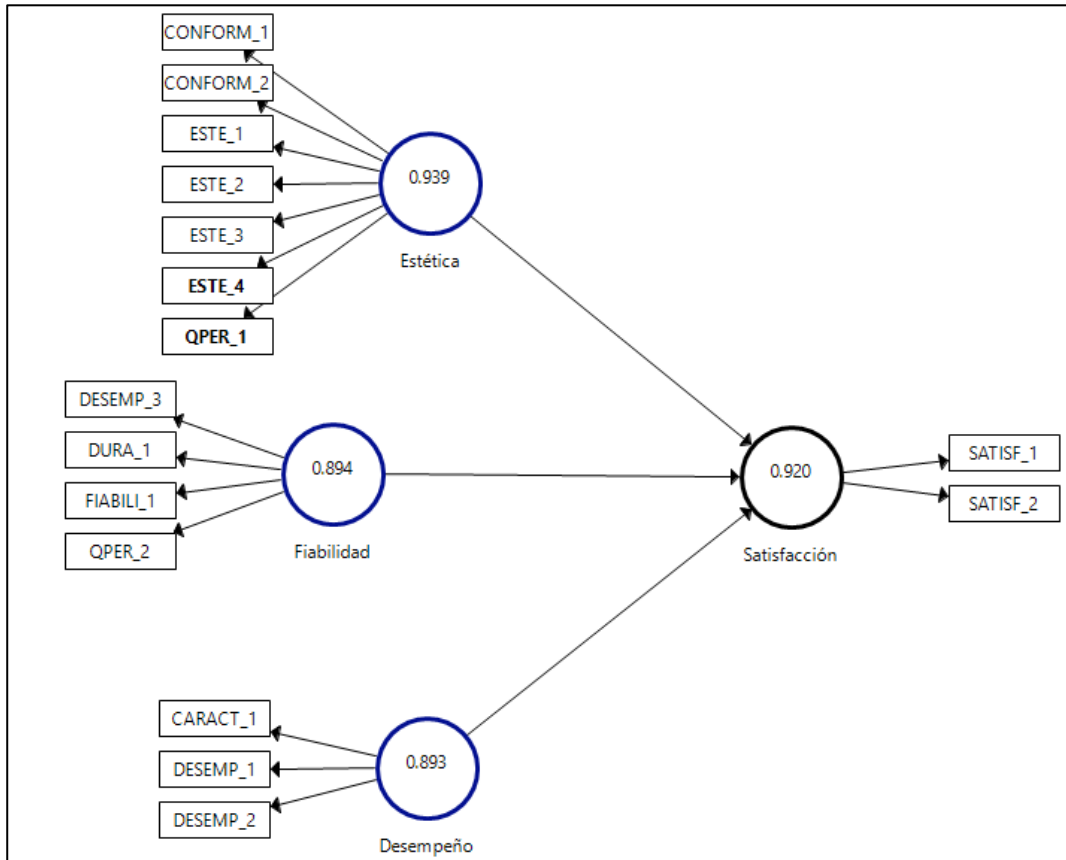 CONFORM_1
CONFORM_2
ESTE_1
ESTE_2
ESTE_3
ESTE_4
QPER_1
0.939
Estética
DESEMP_3
DURA_1
FIABILI_1
QPER_2
0.894
Fiabilidad
0.920
Satisfacción
SATISF_1
SATISF_2
CARACT_1
DESEMP_1
DESEMP_2
0.893
Desempeño